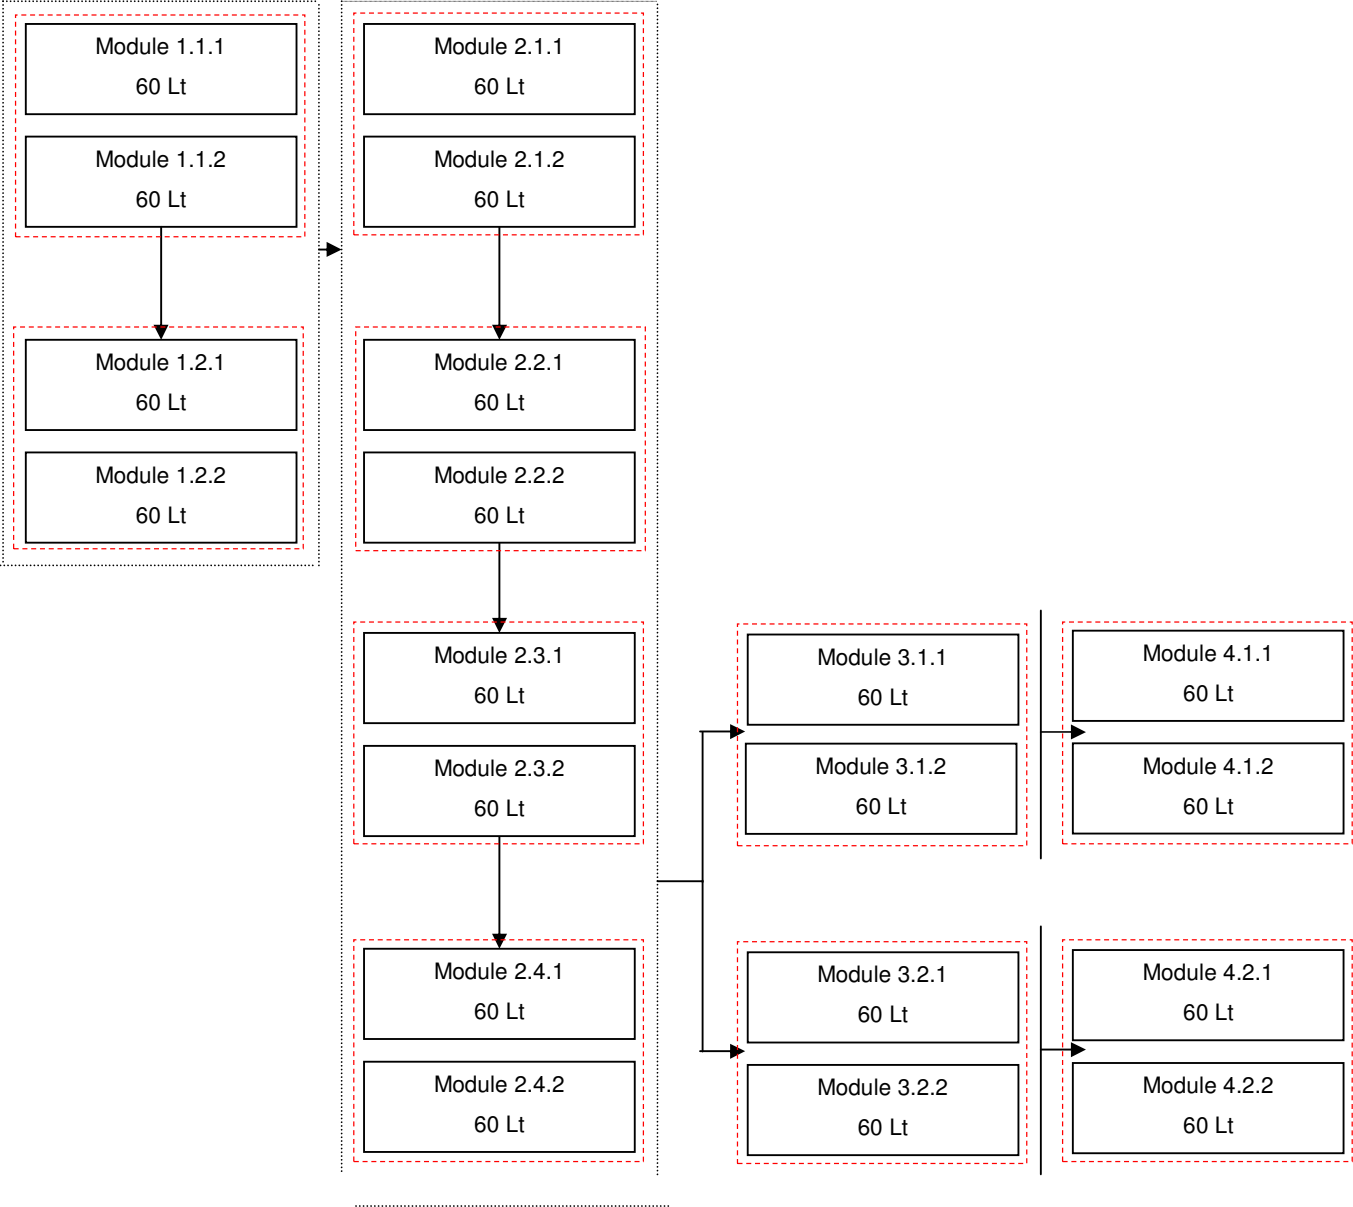 Module 1.1.1
60 Lt
Module 1.1.2
60 Lt
Module 1.2.1
60 Lt
Module 1.2.2
60 Lt
Module 2.1.1
60 Lt
Module 2.1.2
60 Lt
Module 2.2.1
60 Lt
Module 2.2.2
60 Lt
Module 2.3.1
60 Lt
Module 2.3.2
60 Lt
Module 2.4.1
60 Lt
Module 2.4.2
60 Lt
Module 3.1.1
60 Lt
Module 3.1.2
60 Lt
Module 3.2.1
60 Lt
Module 3.2.2
60 Lt
Module 4.1.1
60 Lt
Module 4.1.2
60 Lt
Module 4.2.1
60 Lt
Module 4.2.2
60 Lt